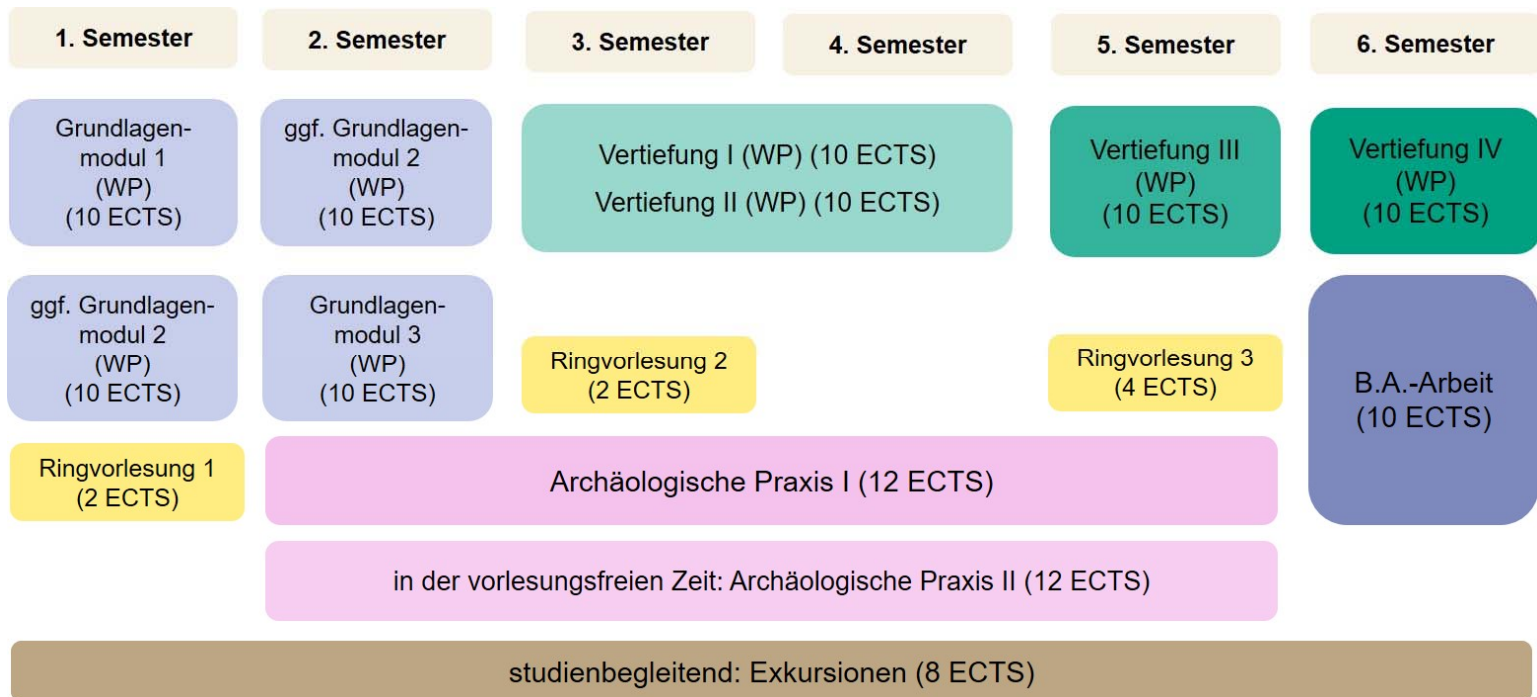 1. Semester
2. Semester
3. Semester
4. Semester
5. Semester
6. Semester
Grundlagen-
modul 1
(WP)
(10 ECTS)
ggf. Grundlagen-
modul 2
(WP)
(10 ECTS)
Vertiefung I (WP) (10 ECTS)
Vertiefung II (WP) (10 ECTS)
Vertiefung III
(WP)
(10 ECTS)
Vertiefung IV
(WP)
(10 ECTS)
ggf. Grundlagen-
modul 2
(WP)
(10 ECTS)
Grundlagen-
modul 3
(WP)
(10 ECTS)
Ringvorlesung 2
(2 ECTS)
Ringvorlesung 3
(4 ECTS)
B.A.-Arbeit
(10 ECTS)
Ringvorlesung 1
(2 ECTS)
Archäologische Praxis I (12 ECTS)
in der vorlesungsfreien Zeit: Archäologische Praxis II (12 ECTS)
studienbegleitend: Exkursionen (8 ECTS)